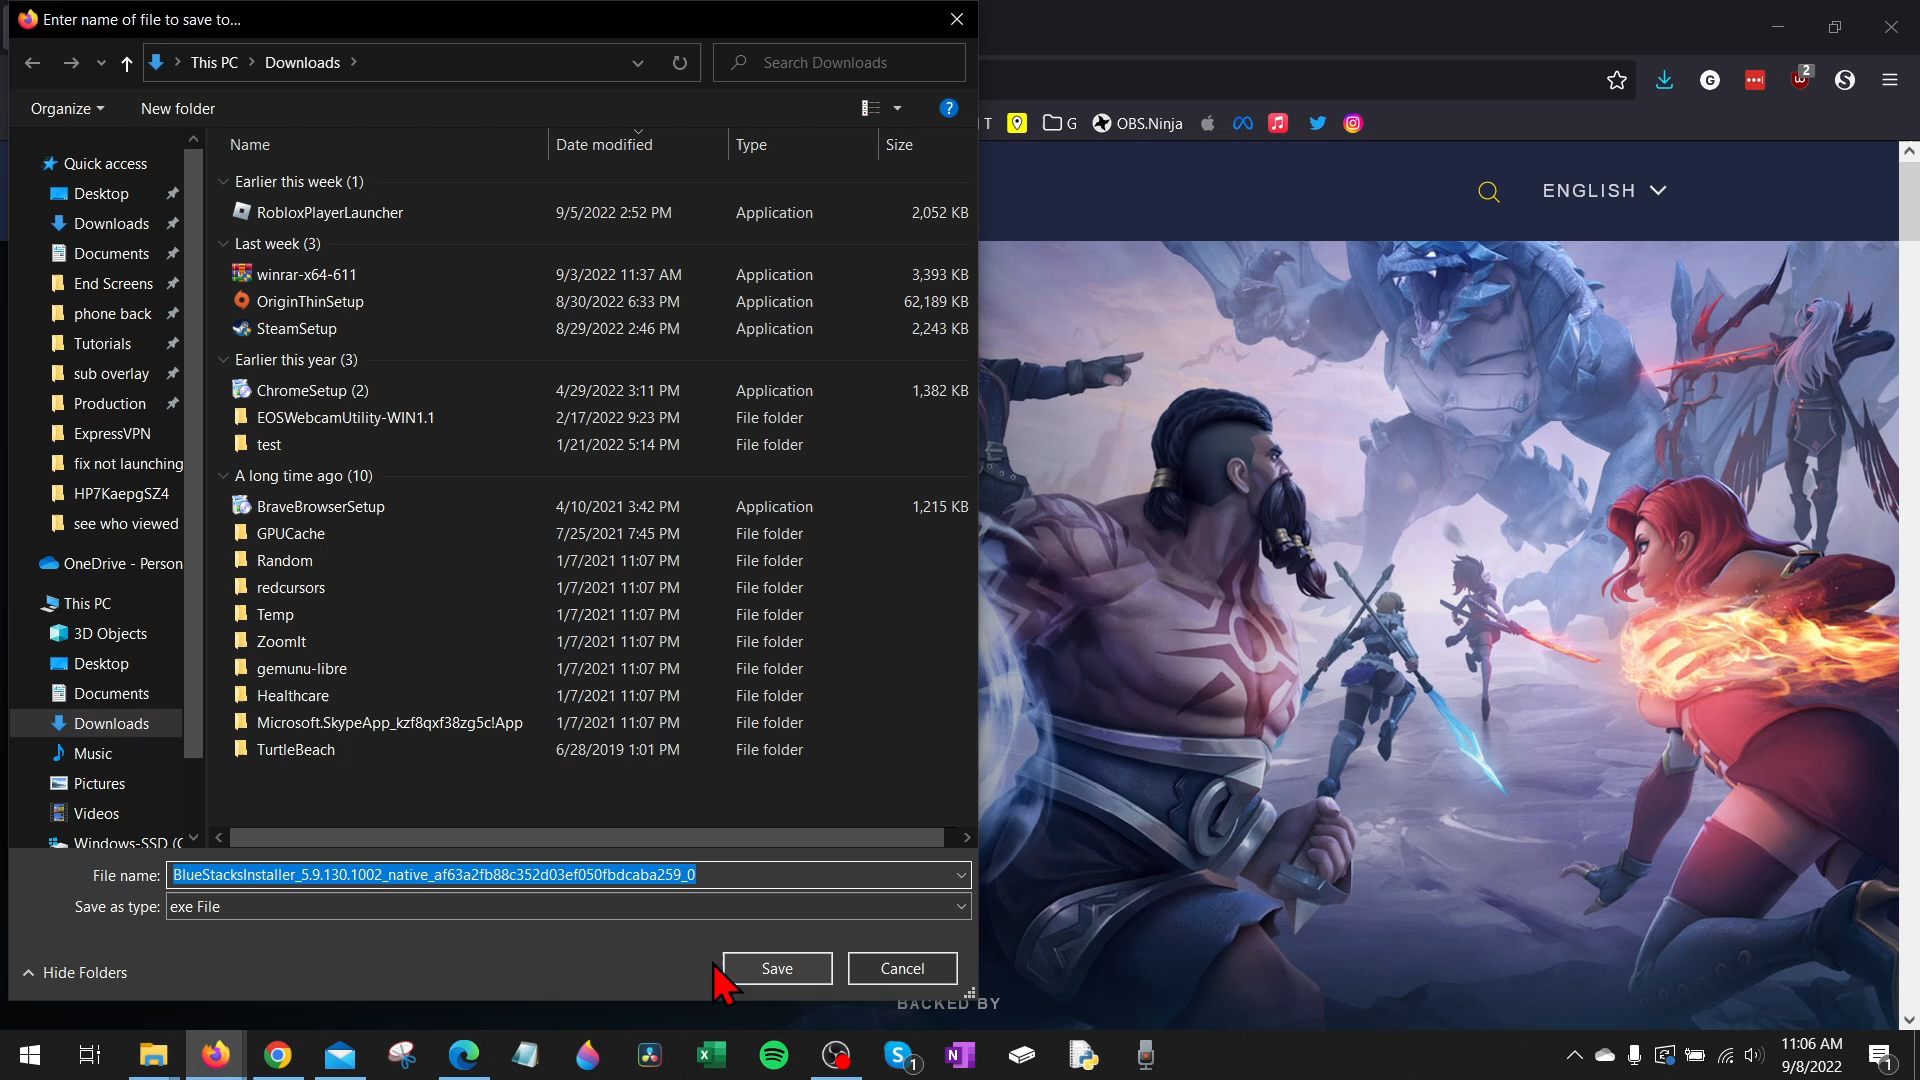 Enter name of file to save to...
This PC
Downloads
Search Downloads
Organize
New folder
?
Name
Date modified
Type
Size
Quick access
Desktop
Downloads
Documents
End Screens
phone back
Tutorials
sub overlay
Production
ExpressVPN
fix not launching
HP7KaepgSZ4
see who viewed
OneDrive - Person
This PC
3D Objects
Desktop
Documents
Downloads
Music
Pictures
Videos
Windows-SSD (C
Earlier this week (1)
RobloxPlayerLauncher 9/5/2022 2:52 PM Application 2,052 KB
Last week (3)
winrar-x64-611 9/3/2022 11:37 AM Application 3,393 KB
OriginThinSetup 8/30/2022 6:33 PM Application 62,189 KB
SteamSetup 8/29/2022 2:46 PM Application 2,243 KB
Earlier this year (3)
ChromeSetup (2) 4/29/2022 3:11 PM Application 1,382 KB
EOSWebcamUtility-WIN1.1 2/17/2022 9:23 PM File folder
test 1/21/2022 5:14 PM File folder
A long time ago (10)
BraveBrowserSetup 4/10/2021 3:42 PM Application 1,215 KB
GPUCache 7/25/2021 7:45 PM File folder
Random 1/7/2021 11:07 PM File folder
redcursors 1/7/2021 11:07 PM File folder
Temp 1/7/2021 11:07 PM File folder
ZoomIt 1/7/2021 11:07 PM File folder
gemunu-libre 1/7/2021 11:07 PM File folder
Healthcare 1/7/2021 11:07 PM File folder
Microsoft.SkypeApp_kzf8qxf38zg5c!App 1/7/2021 11:07 PM File folder
TurtleBeach 6/28/2019 1:01 PM File folder
File name: BlueStacksInstaller_5.9.130.1002_native_af63a2fb88c352d03ef050fbdcaba259_0
Save as type: exe File
Hide Folders
Save
Cancel
G
2
S
T
G
OBS.Ninja
ENGLISH
BACKED BY
X
S
1
N
11:06 AM
9/8/2022
1